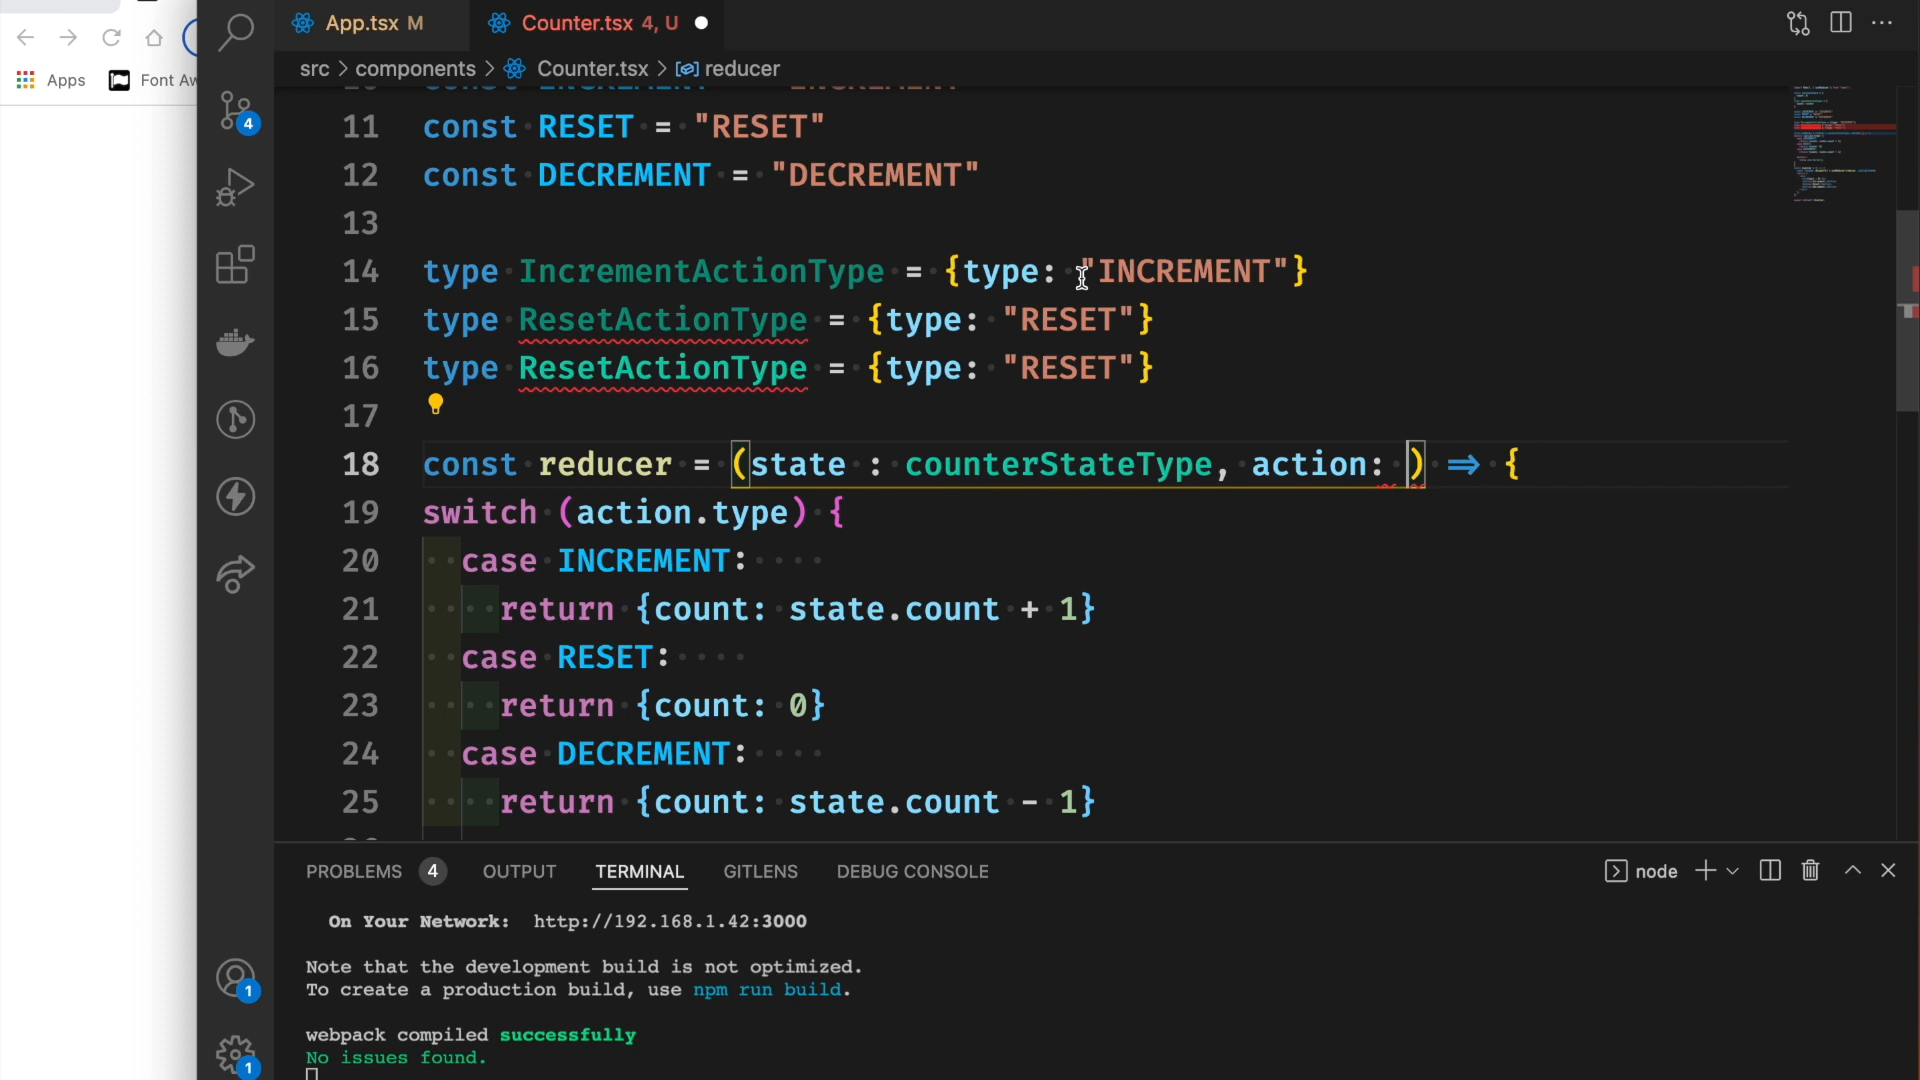 App.tsx M
Counter.tsx 4, U
Apps
Font Aw
src > components > Counter.tsx > reducer
4
11 const RESET = "RESET"
12 const DECREMENT = "DECREMENT"
13
14 type IncrementActionType = {type: "INCREMENT"}
15 type ResetActionType = {type: "RESET"}
16 type ResetActionType = {type: "RESET"}
17
18 const reducer = (state : counterStateType, action: ) => {
19 switch (action.type) {
20 case INCREMENT:
21 return {count: state.count + 1}
22 case RESET:
23 return {count: 0}
24 case DECREMENT:
25 return {count: state.count - 1}
PROBLEMS 4 OUTPUT TERMINAL GITLENS DEBUG CONSOLE
node
On Your Network: http://192.168.1.42:3000
Note that the development build is not optimized.
To create a production build, use npm run build.
webpack compiled successfully
No issues found.
1
1